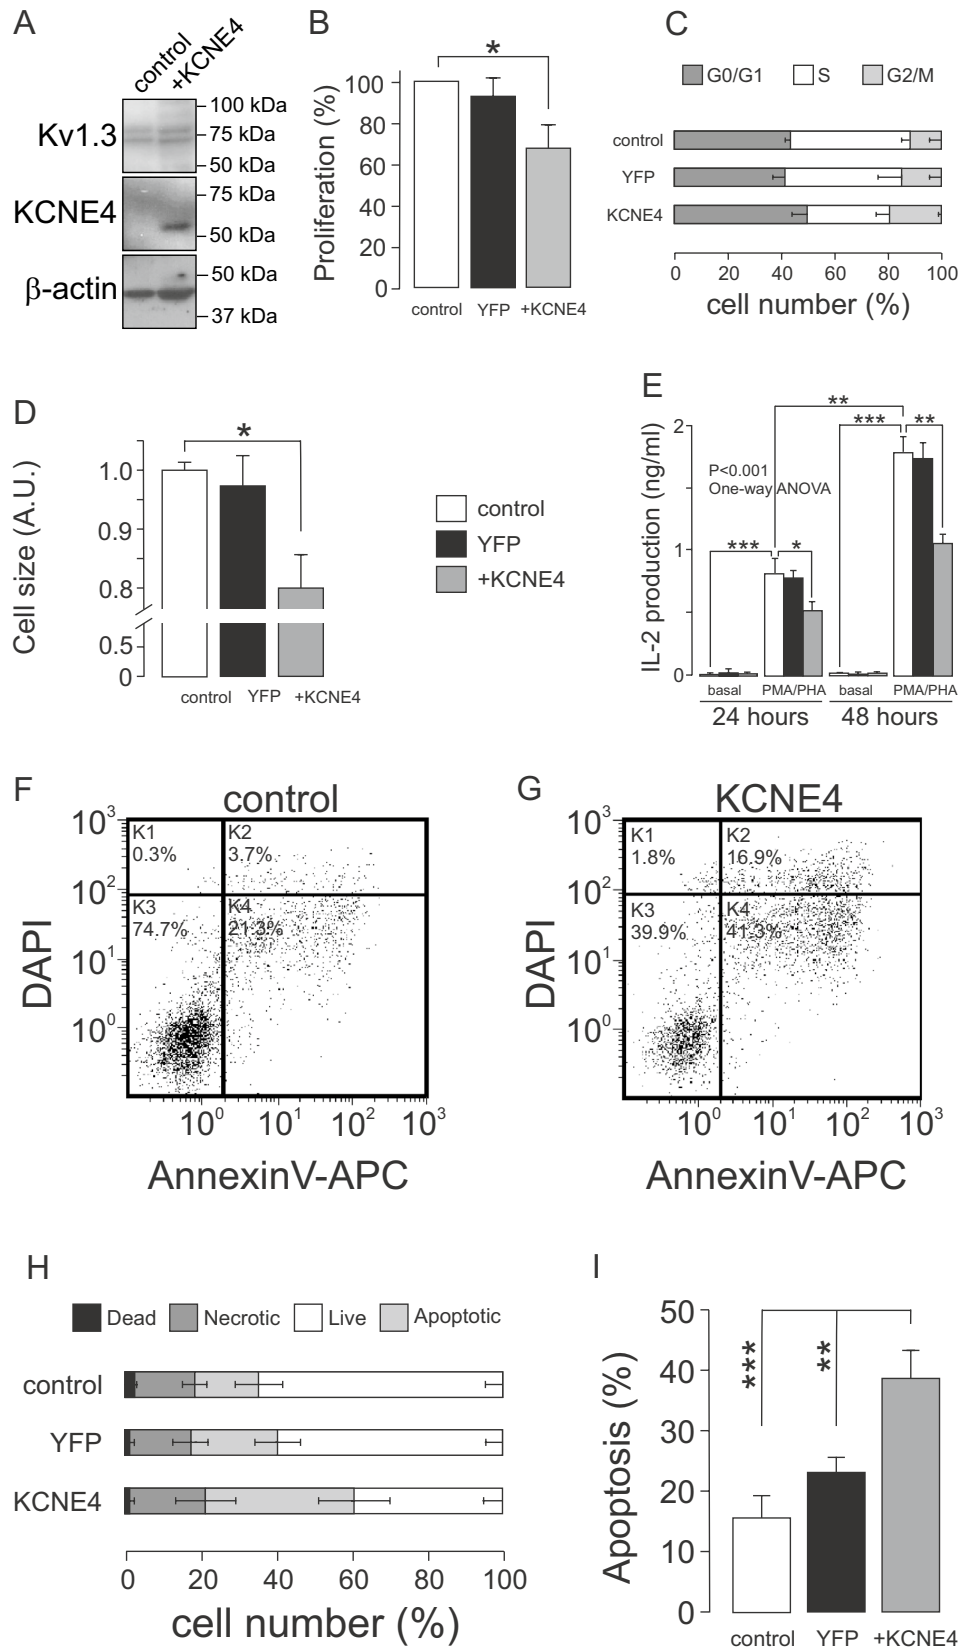 A
control
+KCNE4
Kv1.3
100 kDa
75 kDa
50 kDa
KCNE4
75 kDa
50 kDa
β-actin
50 kDa
37 kDa
B
*
Proliferation (%)
100
80
60
40
20
0
control YFP +KCNE4
C
G0/G1 S G2/M
control
YFP
KCNE4
0 20 40 60 80 100
cell number (%)
D
*
Cell size (A.U.)
1.0
0.9
0.8
0.5
0
control YFP +KCNE4
control
YFP
+KCNE4
E
IL-2 production (ng/ml)
2
1
0
P<0.001
One-way ANOVA
**
*** **
*** *
basal PMA/PHA basal PMA/PHA
24 hours 48 hours
F
control
DAPI
10³
10²
10¹
10⁰
K1
0.3%
K2
3.7%
K3
74.7%
K4
21.3%
10⁰ 10¹ 10² 10³
AnnexinV-APC
G
KCNE4
DAPI
10³
10²
10¹
10⁰
K1
1.8%
K2
16.9%
K3
39.9%
K4
41.3%
10⁰ 10¹ 10² 10³
AnnexinV-APC
H
Dead Necrotic Live Apoptotic
control
YFP
KCNE4
0 20 40 60 80 100
cell number (%)
I
Apoptosis (%)
50
40
30
20
10
0
*** **
control YFP +KCNE4